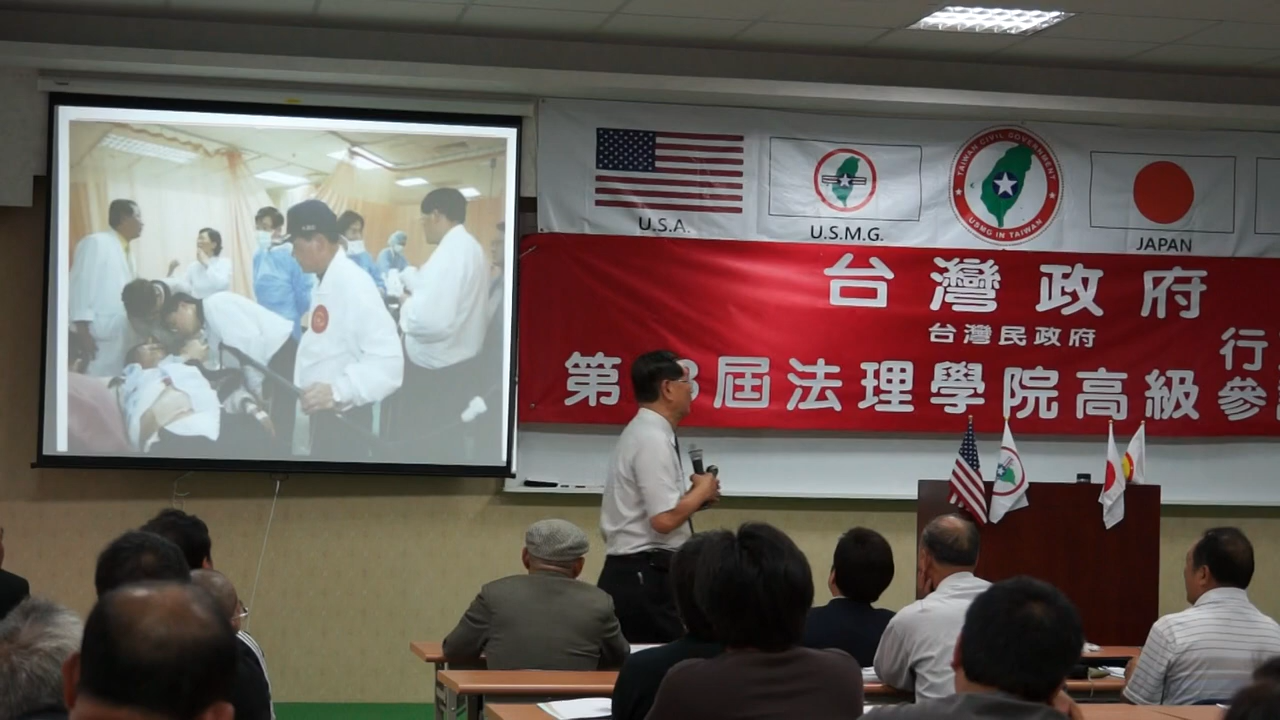 U.S.A.
U.S.M.G.
TAIWAN CIVIL GOVERNMENT
USMG IN TAIWAN
JAPAN
台灣政府
台灣民政府
第 屆法理學院高級
行
參